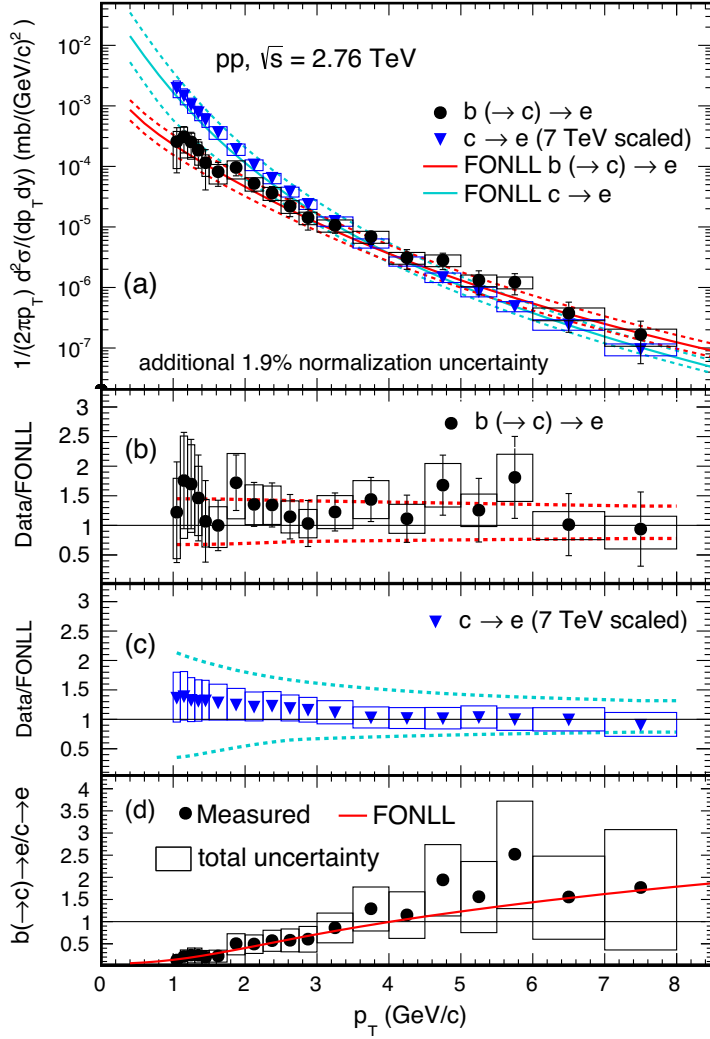 (a)
pp, √s = 2.76 TeV
b (→ c) → e
c → e (7 TeV scaled)
FONLL b (→ c) → e
FONLL c → e
additional 1.9% normalization uncertainty
1/(2πp_T) d²σ/(dp_T dy) (mb/(GeV/c)²)
10⁻²
10⁻³
10⁻⁴
10⁻⁵
10⁻⁶
10⁻⁷
(b)
b (→ c) → e
Data/FONLL
3
2.5
2
1.5
1
0.5
(c)
c → e (7 TeV scaled)
Data/FONLL
3
2.5
2
1.5
1
0.5
(d)
Measured
FONLL
total uncertainty
b(→c)→e/c→e
4
3.5
3
2.5
2
1.5
1
0.5
0 1 2 3 4 5 6 7 8
p_T (GeV/c)